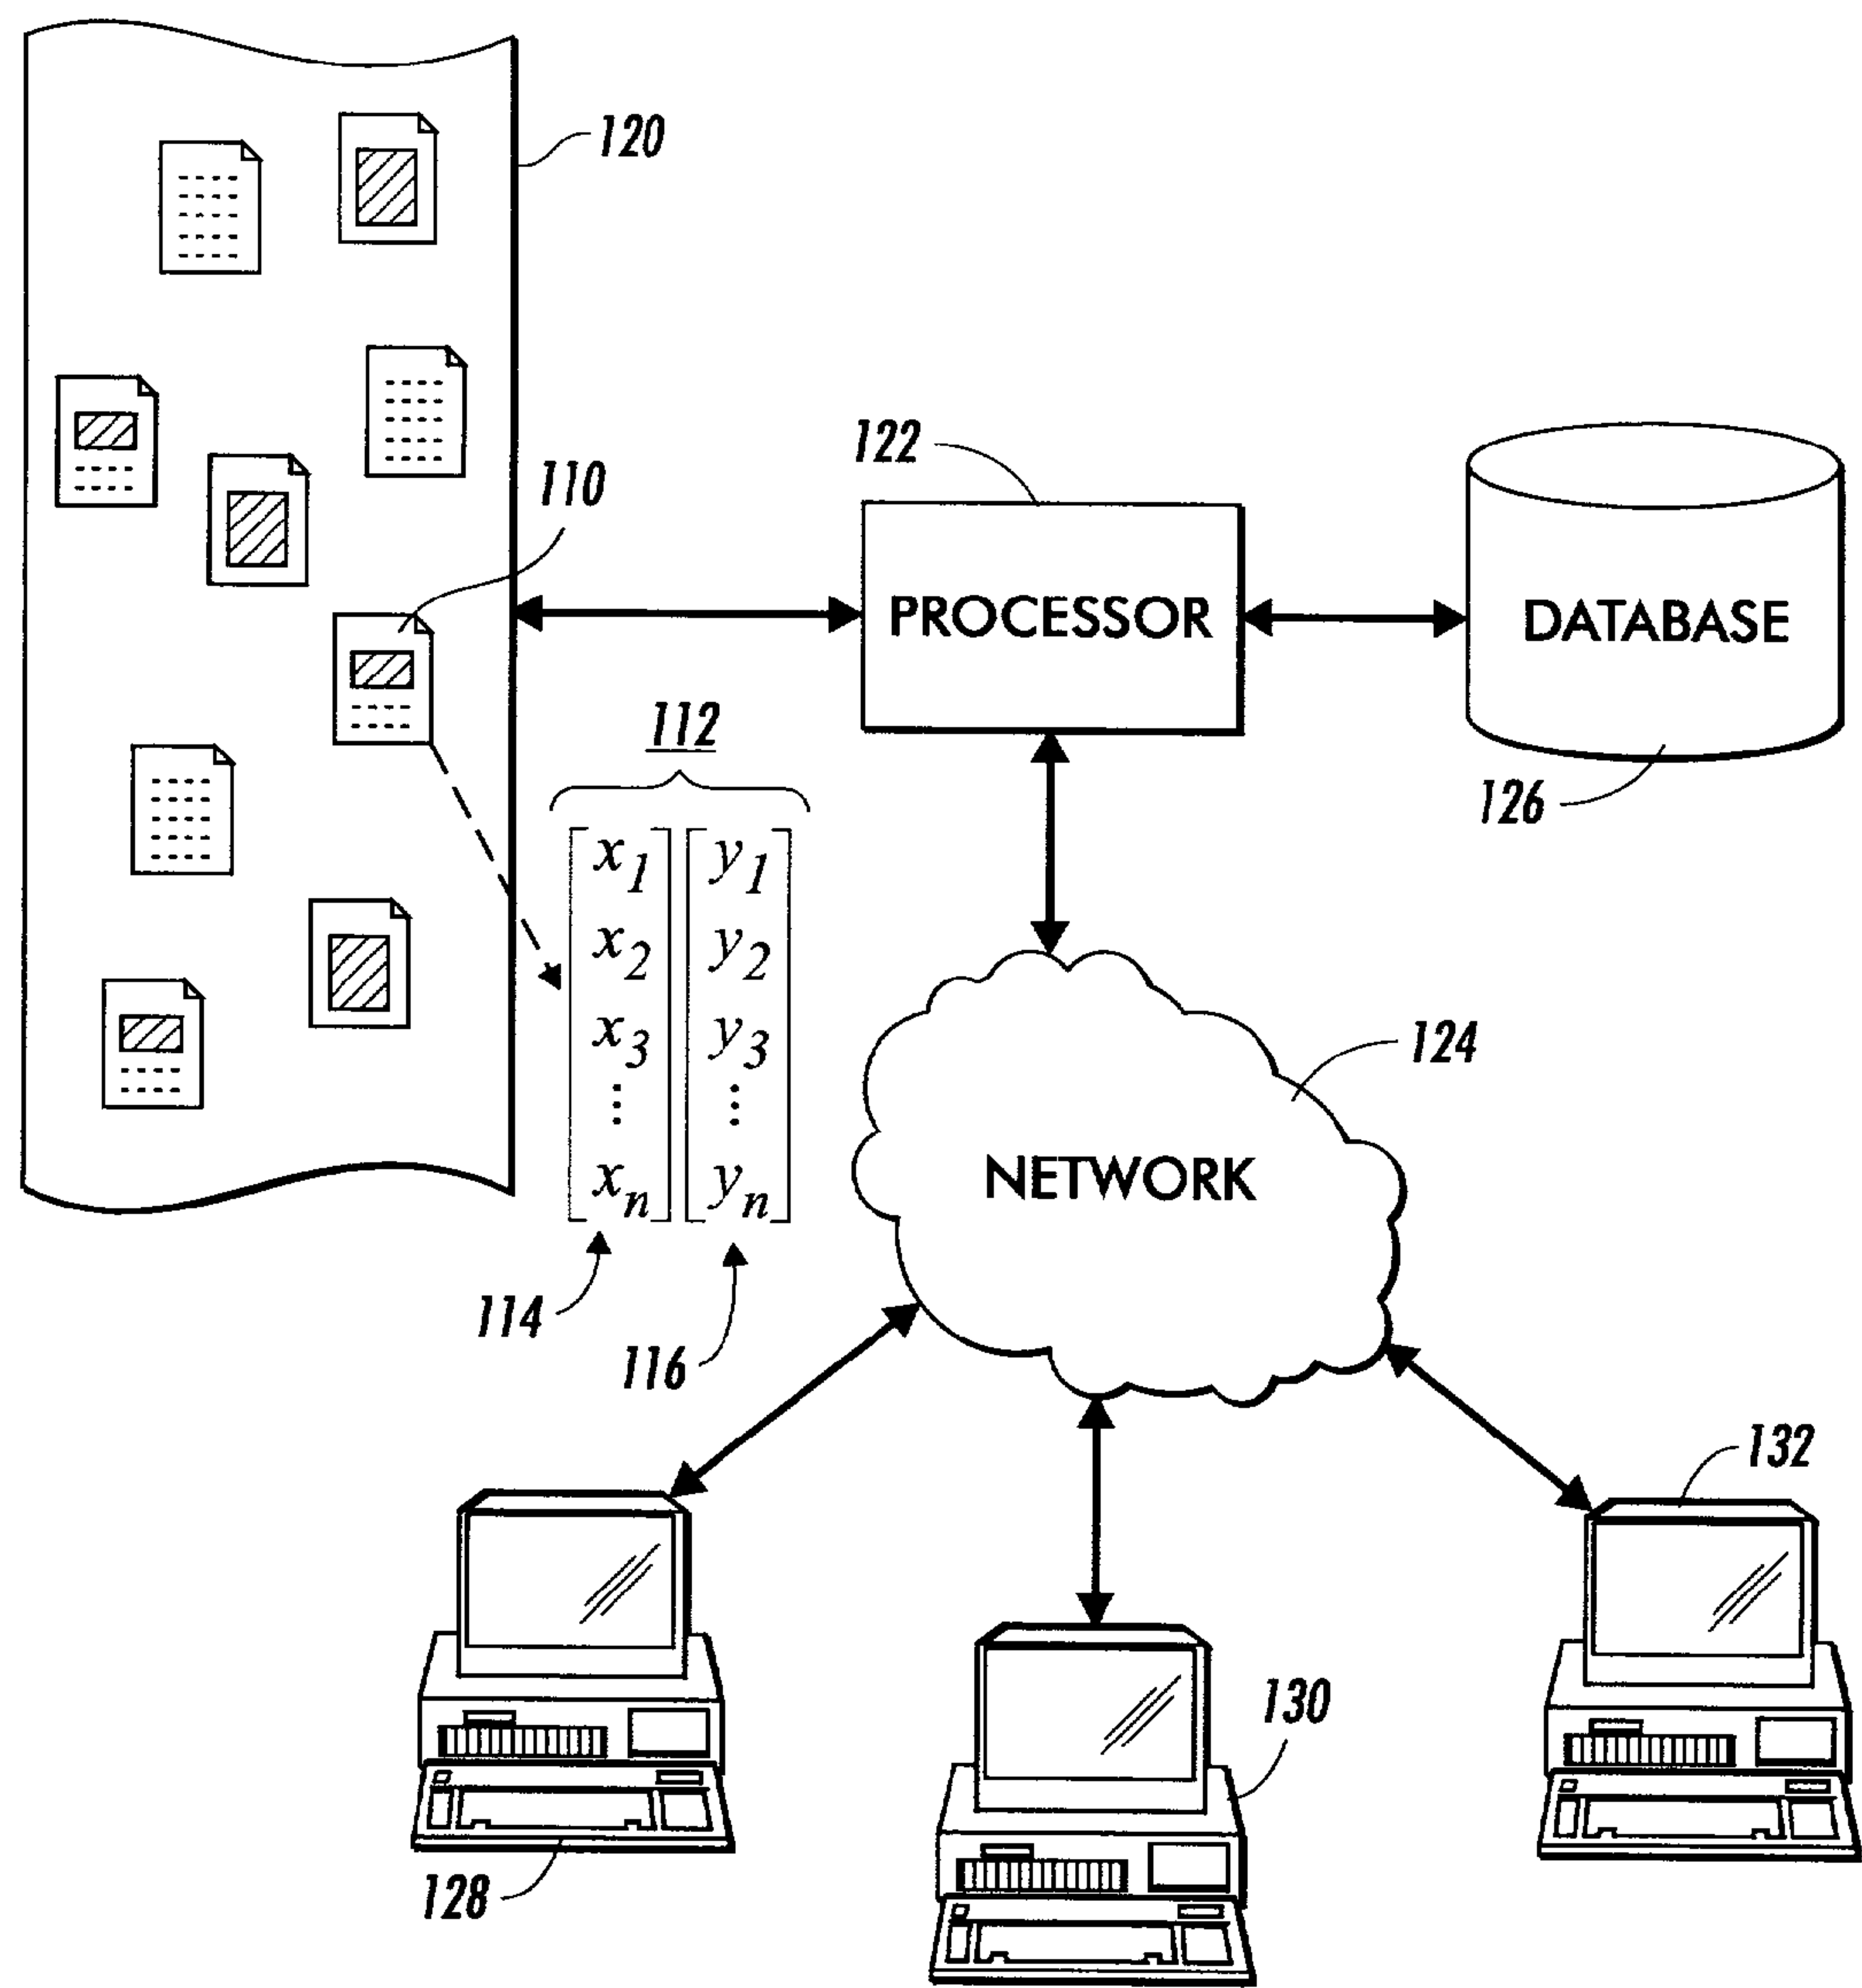 120
110
122
PROCESSOR
DATABASE
126
112
x1 y1
x2 y2
x3 y3
⋮ ⋮
xn yn
114
116
124
NETWORK
132
130
128